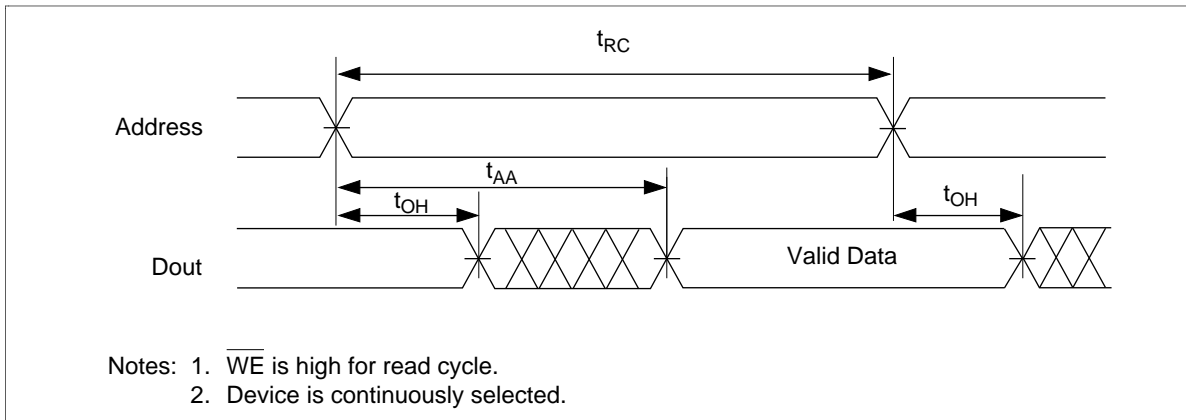 tRC
Address
tAA
tOH
tOH
Dout
Valid Data
Notes: 1. W̅E̅ is high for read cycle.
2. Device is continuously selected.